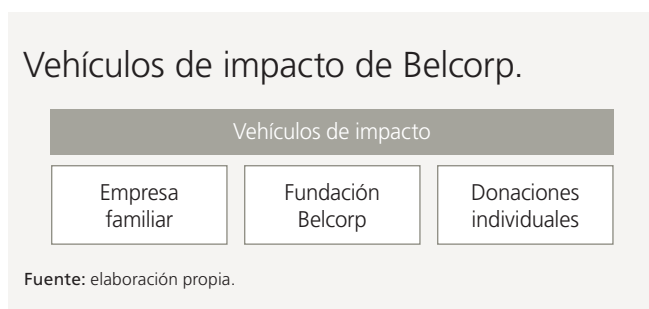 Vehículos de impacto de Belcorp.
Vehículos de impacto
Empresa
familiar
Fundación
Belcorp
Donaciones
individuales
Fuente: elaboración propia.